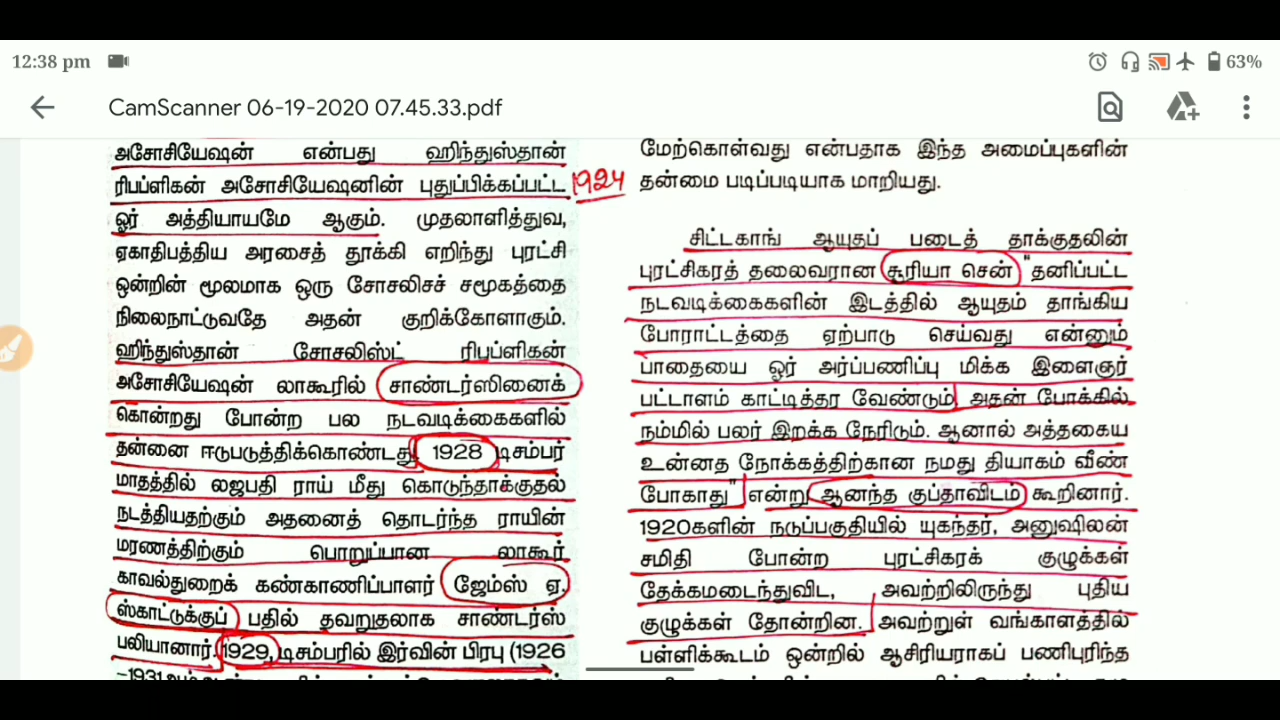 12:38 pm
63%
CamScanner 06-19-2020 07.45.33.pdf
அசோசியேஷன் என்பது ஹிந்துஸ்தான்
ரிபப்ளிகன் அசோசியேஷனின் புதுப்பிக்கப்பட்ட
1924
ஓர் அத்தியாயமே ஆகும். முதலாளித்துவ,
ஏகாதிபத்திய அரசைத் தூக்கி எறிந்து புரட்சி
ஒன்றின் மூலமாக ஒரு சோசலிசச் சமூகத்தை
நிலைநாட்டுவதே அதன் குறிக்கோளாகும்.
ஹிந்துஸ்தான் சோசலிஸ்ட் ரிபப்ளிகன்
அசோசியேஷன் லாகூரில் சாண்டர்ஸினைக்
கொன்றது போன்ற பல நடவடிக்கைகளில்
தன்னை ஈடுபடுத்திக்கொண்டது. 1928 டிசம்பர்
மாதத்தில் லஜபதி ராய் மீது கொடுந்தாக்குதல்
நடத்தியதற்கும் அதனைத் தொடர்ந்த ராயின்
மரணத்திற்கும் பொறுப்பான லாகூர்
காவல்துறைக் கண்காணிப்பாளர் ஜேம்ஸ் ஏ.
ஸ்காட்டுக்குப் பதில் தவறுதலாக சாண்டர்ஸ்
பலியானார். 1929, டிசம்பரில் இர்வின் பிரபு (1926
மேற்கொள்வது என்பதாக இந்த அமைப்புகளின்
தன்மை படிப்படியாக மாறியது.
சிட்டகாங் ஆயுதப் படைத் தாக்குதலின்
புரட்சிகரத் தலைவரான சூரியா சென் "தனிப்பட்ட
நடவடிக்கைகளின் இடத்தில் ஆயுதம் தாங்கிய
போராட்டத்தை ஏற்பாடு செய்வது என்னும்
பாதையை ஓர் அர்ப்பணிப்பு மிக்க இளைஞர்
பட்டாளம் காட்டித்தர வேண்டும். அதன் போக்கில்
நம்மில் பலர் இறக்க நேரிடும். ஆனால் அத்தகைய
உன்னத நோக்கத்திற்கான நமது தியாகம் வீண்
போகாது" என்று ஆனந்த குப்தாவிடம் கூறினார்.
1920களின் நடுப்பகுதியில் யுகந்தர், அனுஷிலன்
சமிதி போன்ற புரட்சிகரக் குழுக்கள்
தேக்கமடைந்துவிட, அவற்றிலிருந்து புதிய
குழுக்கள் தோன்றின. அவற்றுள் வங்காளத்தில்
பள்ளிக்கூடம் ஒன்றில் ஆசிரியராகப் பணிபுரிந்த